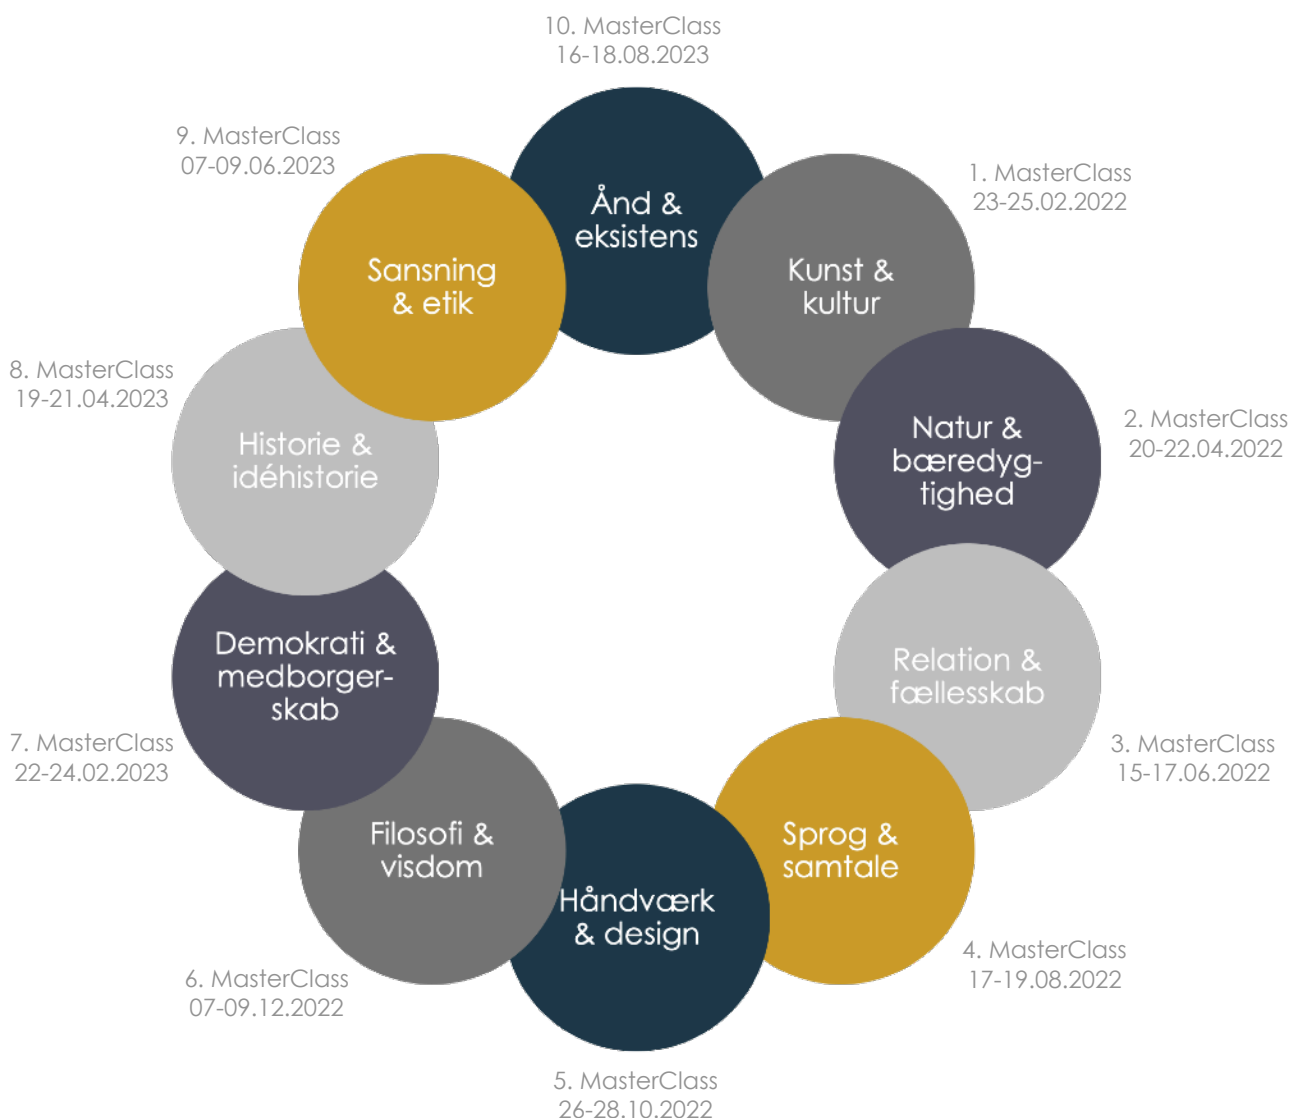 10. MasterClass
16-18.08.2023
Ånd &
eksistens
1. MasterClass
23-25.02.2022
Kunst &
kultur
2. MasterClass
20-22.04.2022
Natur &
bæredyg-
tighed
3. MasterClass
15-17.06.2022
Relation &
fællesskab
4. MasterClass
17-19.08.2022
Sprog &
samtale
5. MasterClass
26-28.10.2022
Håndværk
& design
6. MasterClass
07-09.12.2022
Filosofi &
visdom
7. MasterClass
22-24.02.2023
Demokrati &
medborger-
skab
8. MasterClass
19-21.04.2023
Historie &
idéhistorie
9. MasterClass
07-09.06.2023
Sansning
& etik